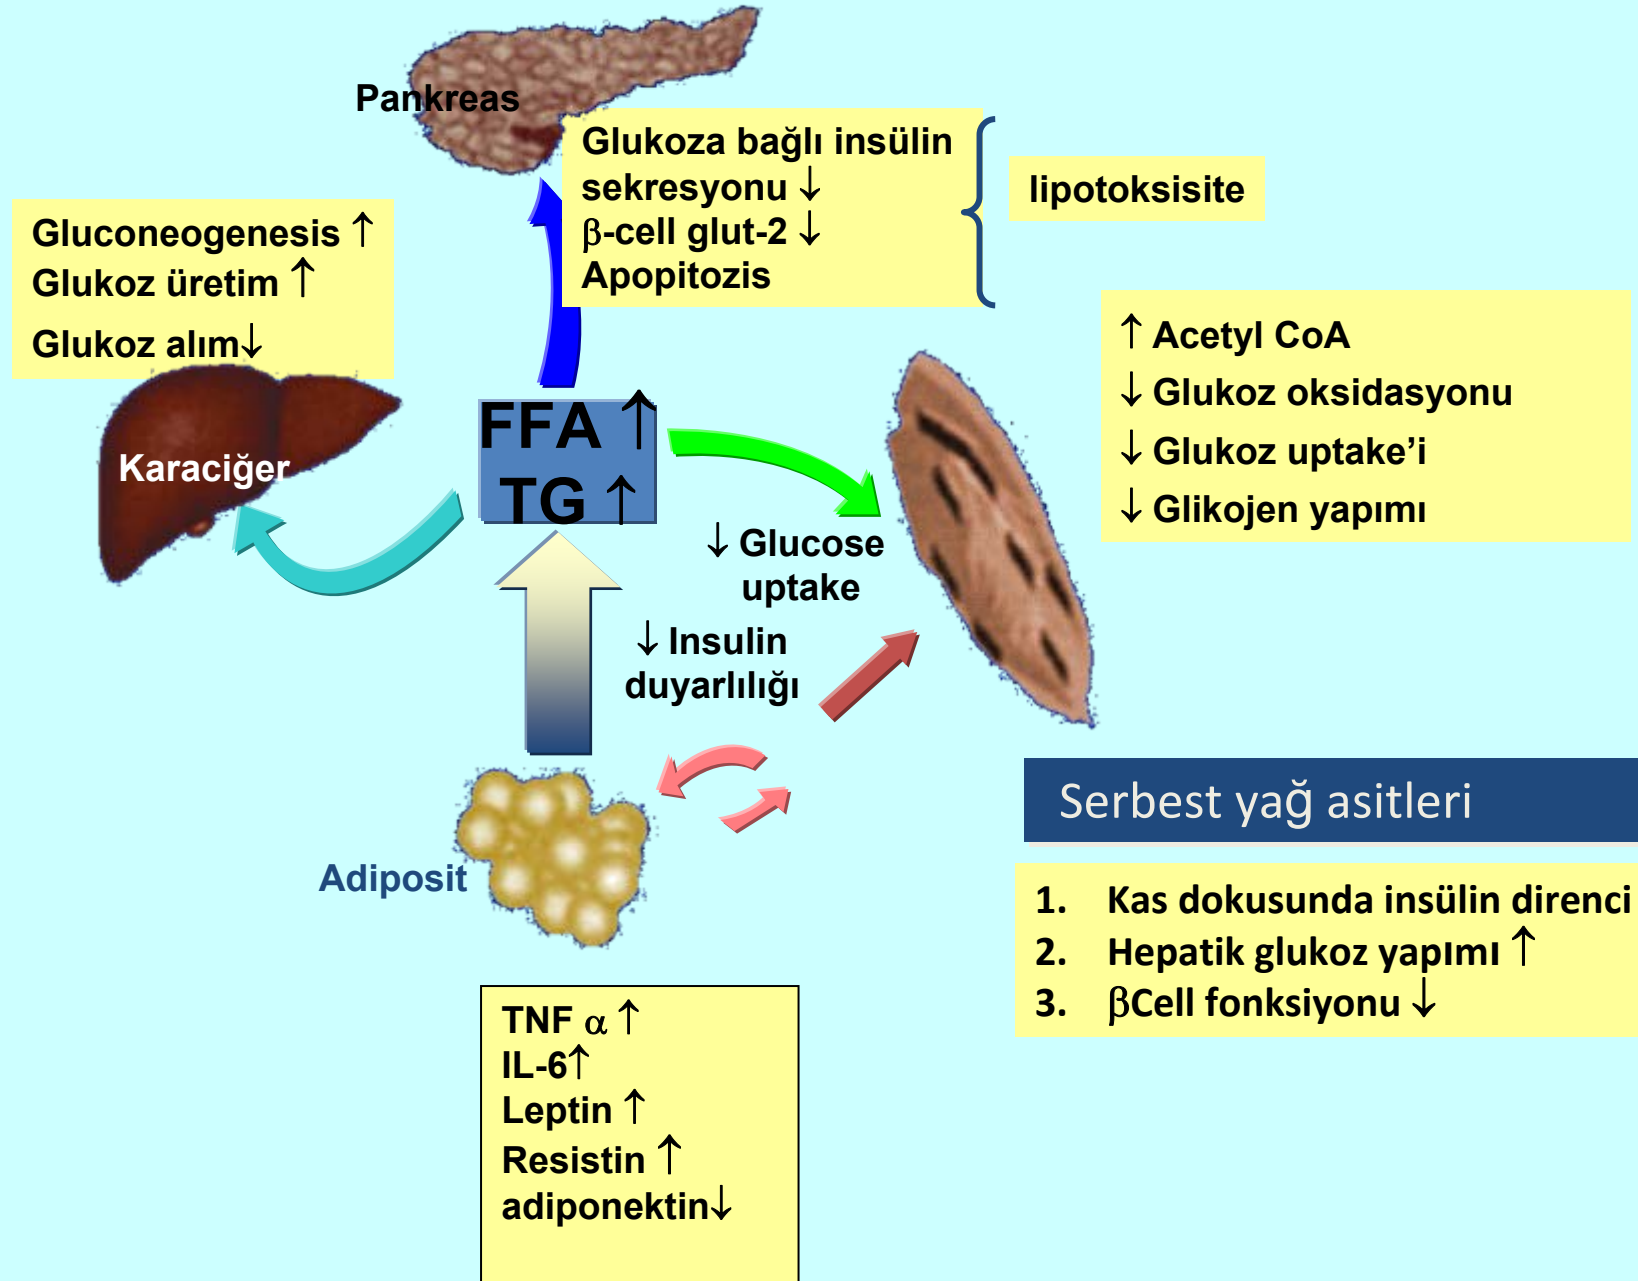 Pankreas
Glukoza bağlı insülin
sekresyonu ↓
β-cell glut-2 ↓
Apopitozis
lipotoksisite
Gluconeogenesis ↑
Glukoz üretim ↑
Glukoz alım↓
Karaciğer
FFA ↑
TG ↑
↑ Acetyl CoA
↓ Glukoz oksidasyonu
↓ Glukoz uptake’i
↓ Glikojen yapımı
↓ Glucose
uptake
↓ Insulin
duyarlılığı
Adiposit
Serbest yağ asitleri
1. Kas dokusunda insülin direnci
2. Hepatik glukoz yapımı ↑
3. βCell fonksiyonu ↓
TNF α ↑
IL-6↑
Leptin ↑
Resistin ↑
adiponektin↓